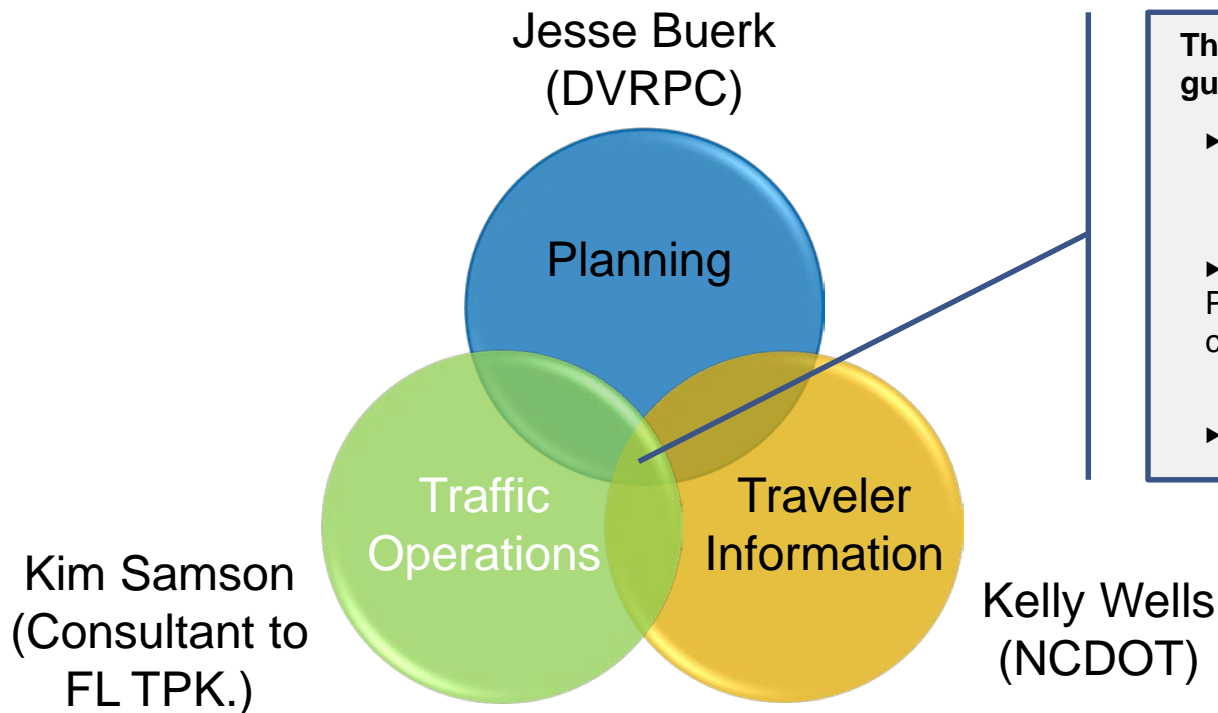 Jesse Buerk
(DVRPC)
Planning
Traffic
Operations
Traveler
Information
Kim Samson
(Consultant to
FL TPK.)
Kelly Wells
(NCDOT)